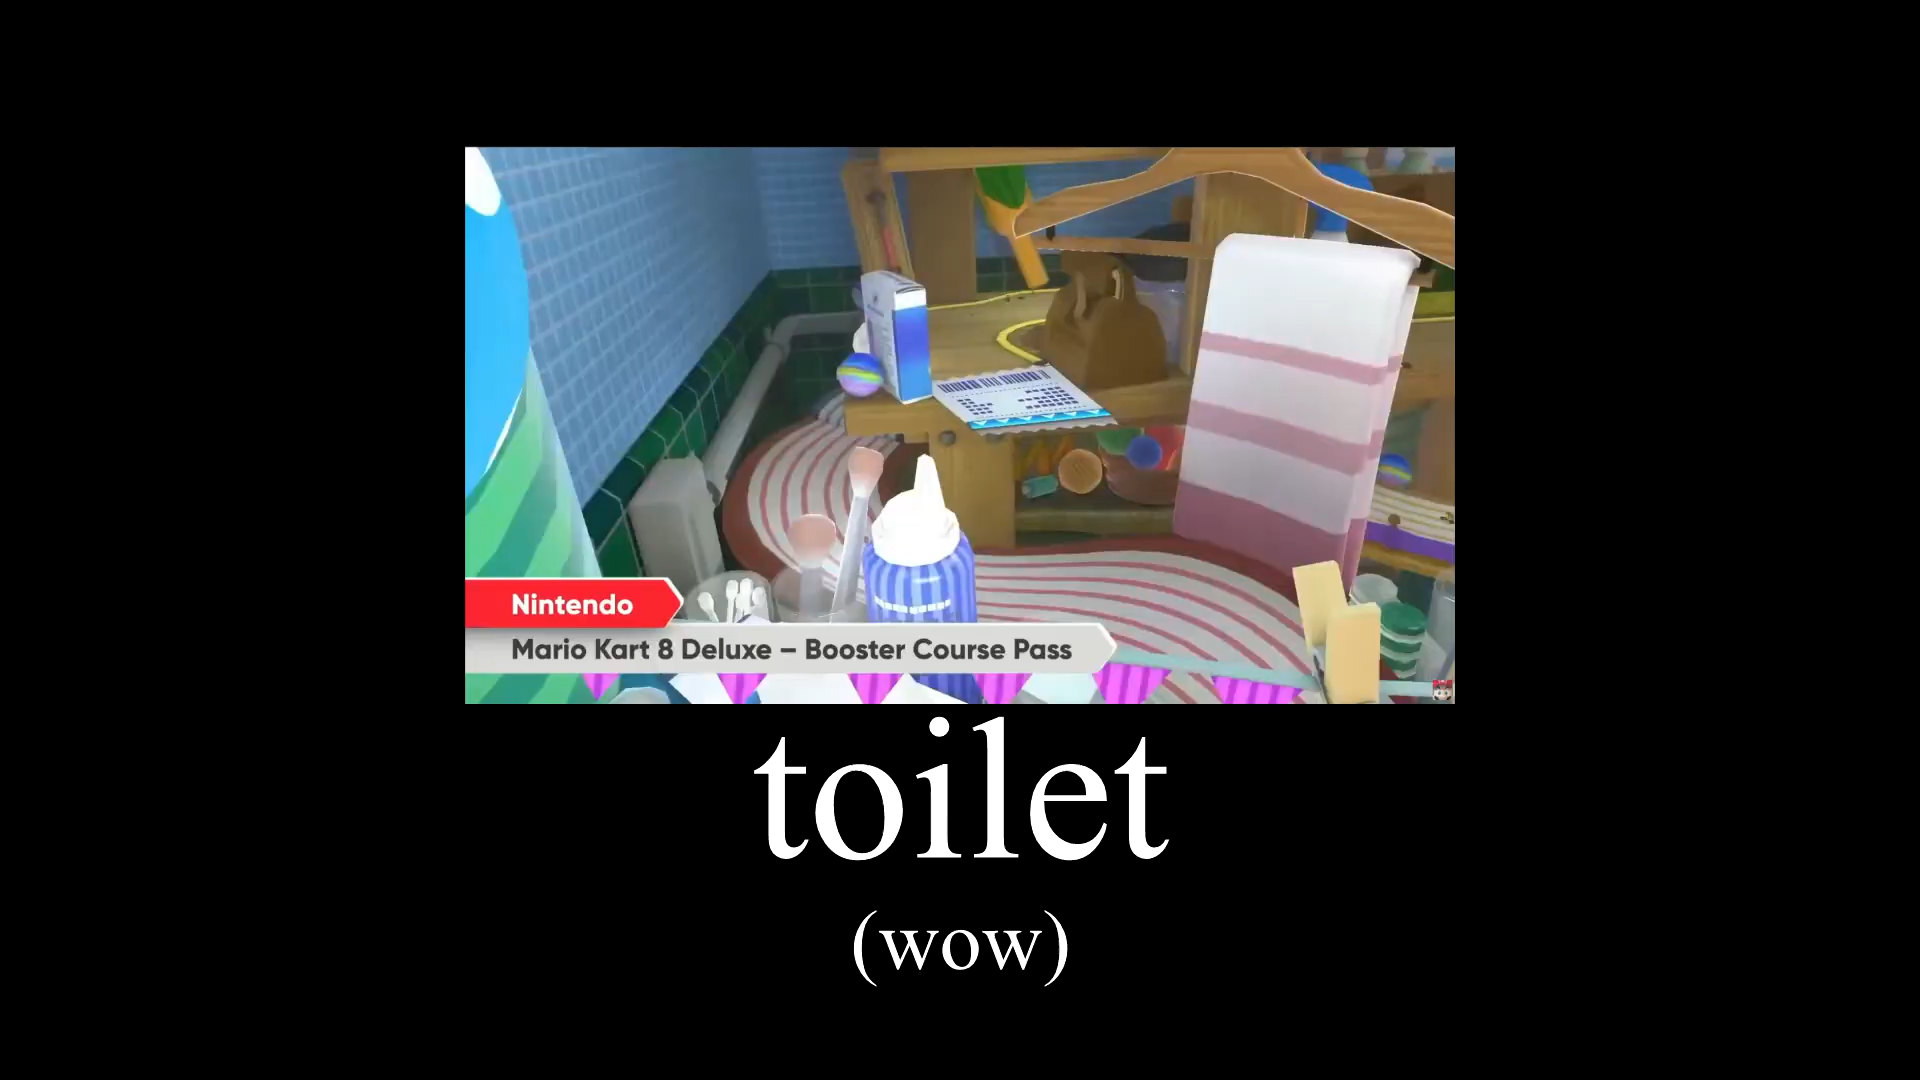 Nintendo
Mario Kart 8 Deluxe – Booster Course Pass
toilet
(wow)